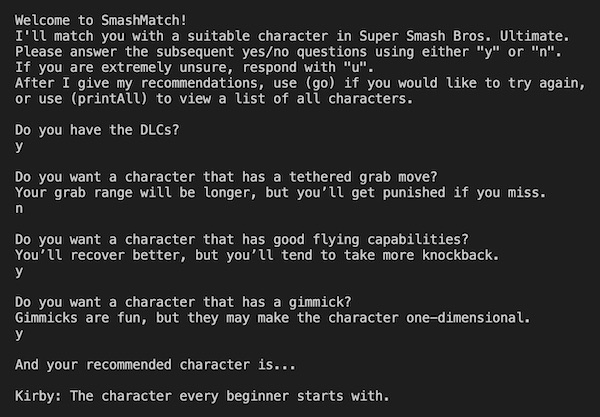 Welcome to SmashMatch!
I'll match you with a suitable character in Super Smash Bros. Ultimate.
Please answer the subsequent yes/no questions using either "y" or "n".
If you are extremely unsure, respond with "u".
After I give my recommendations, use (go) if you would like to try again,
or use (printAll) to view a list of all characters.
Do you have the DLCs?
y
Do you want a character that has a tethered grab move?
Your grab range will be longer, but you’ll get punished if you miss.
n
Do you want a character that has good flying capabilities?
You’ll recover better, but you’ll tend to take more knockback.
y
Do you want a character that has a gimmick?
Gimmicks are fun, but they may make the character one–dimensional.
y
And your recommended character is...
Kirby: The character every beginner starts with.